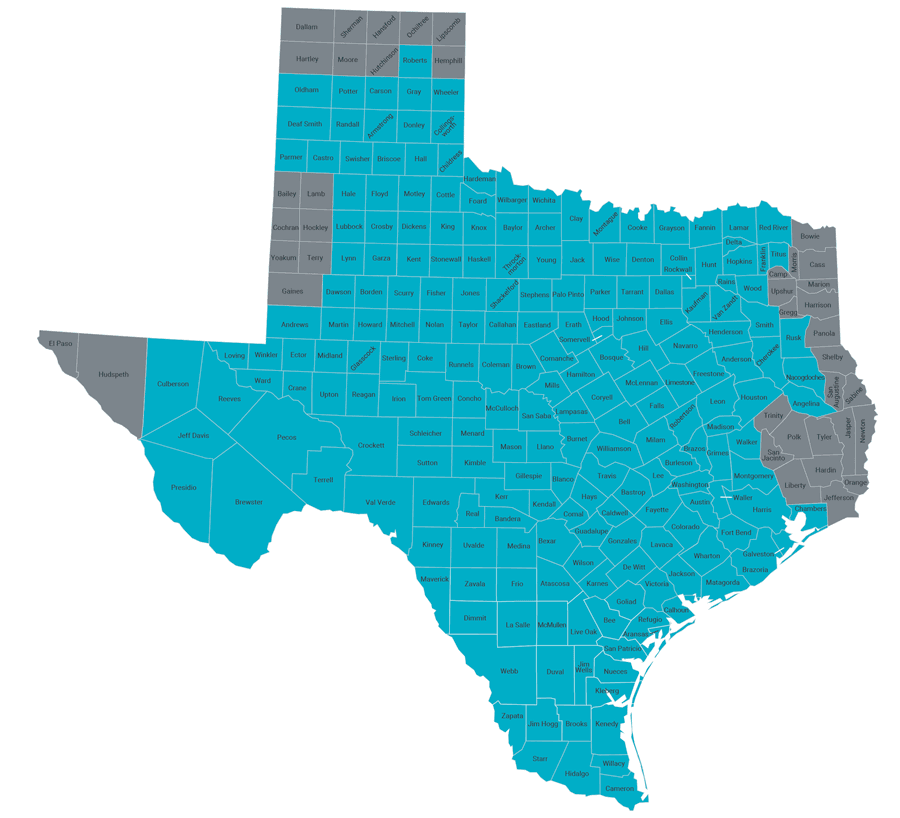 Dallam Sherman Hansford Ochiltree Lipscomb
Hartley Moore Hutchinson Roberts Hemphill
Oldham Potter Carson Gray Wheeler
Deaf Smith Randall Armstrong Donley Collings-
worth
Parmer Castro Swisher Briscoe Hall Childress
Hardeman
Bailey Lamb Hale Floyd Motley Cottle Foard Wilbarger Wichita
Clay Montague Cooke Grayson Fannin Lamar Red River
Cochran Hockley Lubbock Crosby Dickens King Knox Baylor Archer
Bowie
Delta Franklin Titus Morris Cass
Yoakum Terry Lynn Garza Kent Stonewall Haskell Throck-
morton
Young Jack Wise Denton Collin
Rockwall
Hunt Hopkins Camp
Gaines Dawson Borden Scurry Fisher Jones Shackelford Stephens Palo Pinto Parker Tarrant Dallas Kaufman Rains Van Zandt Wood Upshur Marion
Gregg Harrison
Andrews Martin Howard Mitchell Nolan Taylor Callahan Eastland Erath Hood
Somervell
Johnson Ellis Henderson Smith Rusk Panola
El Paso Hudspeth Culberson Loving Winkler Ector Midland Glasscock Sterling Coke Runnels Coleman Brown Comanche Bosque Hill Navarro Anderson Cherokee Shelby
Reeves Ward Crane Upton Reagan Irion Tom Green Concho McCulloch Mills Hamilton Coryell McLennan Limestone Freestone Leon Houston Nacogdoches San
Augustine
Sabine
Angelina
San Saba Lampasas Falls Robertson Madison Trinity
Jeff Davis Pecos Crockett Schleicher Menard Mason Llano Burnet Bell Williamson Milam Brazos Grimes Walker San
Jacinto
Polk Tyler Jasper Newton
Presidio Brewster Terrell Sutton Kimble Gillespie Blanco Travis Lee Burleson Washington Montgomery Liberty Hardin Orange
Jefferson
Val Verde Edwards Real Kerr Bandera Kendall Comal Hays Caldwell Bastrop Fayette Austin Waller Harris Chambers
Kinney Uvalde Medina Bexar Guadalupe Gonzales Lavaca Colorado Fort Bend Galveston
Wharton Brazoria
Maverick Zavala Frio Atascosa Wilson Karnes De Witt Victoria Jackson Matagorda
Dimmit La Salle McMullen Live Oak Bee Goliad Refugio Calhoun
Aransas
San Patricio
Webb Duval Jim
Wells
Nueces
Kleberg
Zapata Jim Hogg Brooks Kenedy
Starr Hidalgo Willacy
Cameron